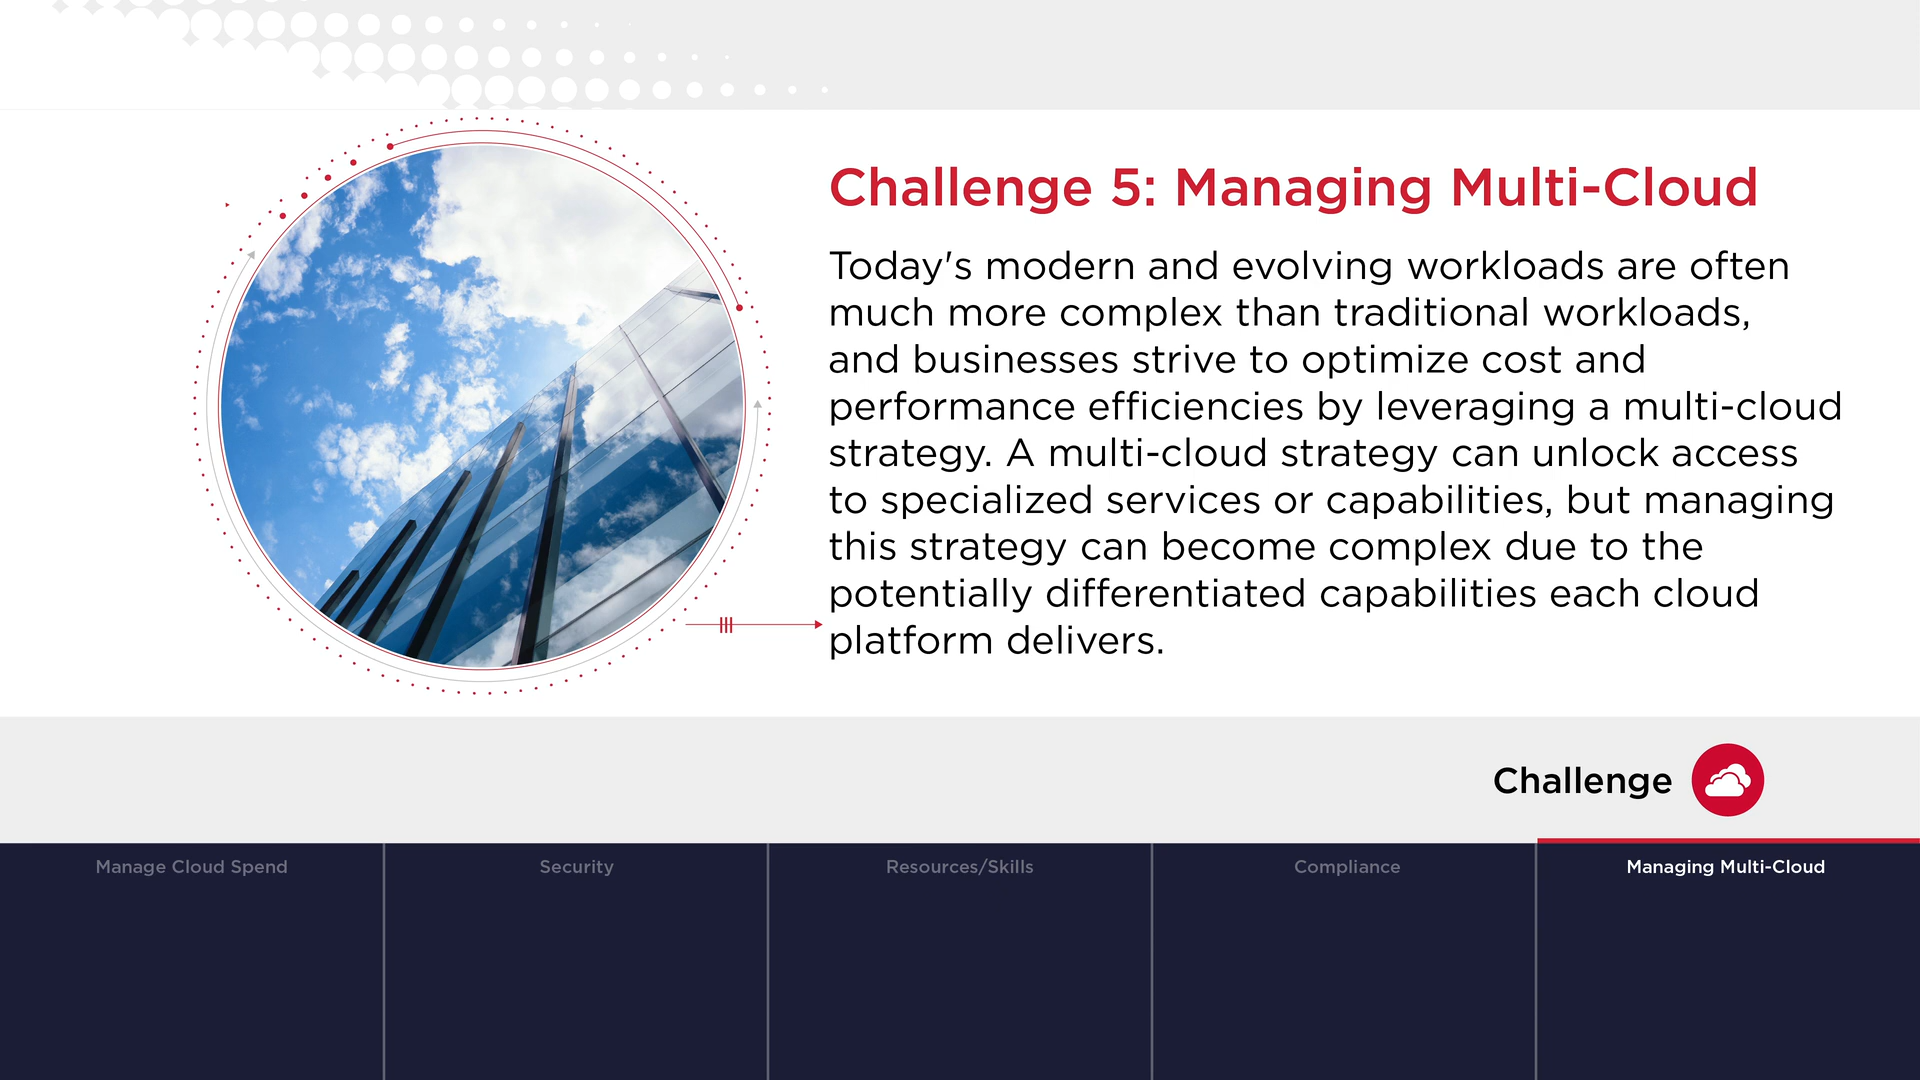 Challenge 5: Managing Multi-Cloud
Today's modern and evolving workloads are often
much more complex than traditional workloads,
and businesses strive to optimize cost and
performance efficiencies by leveraging a multi-cloud
strategy. A multi-cloud strategy can unlock access
to specialized services or capabilities, but managing
this strategy can become complex due to the
potentially differentiated capabilities each cloud
platform delivers.
Challenge
Manage Cloud Spend
Security
Resources/Skills
Compliance
Managing Multi-Cloud